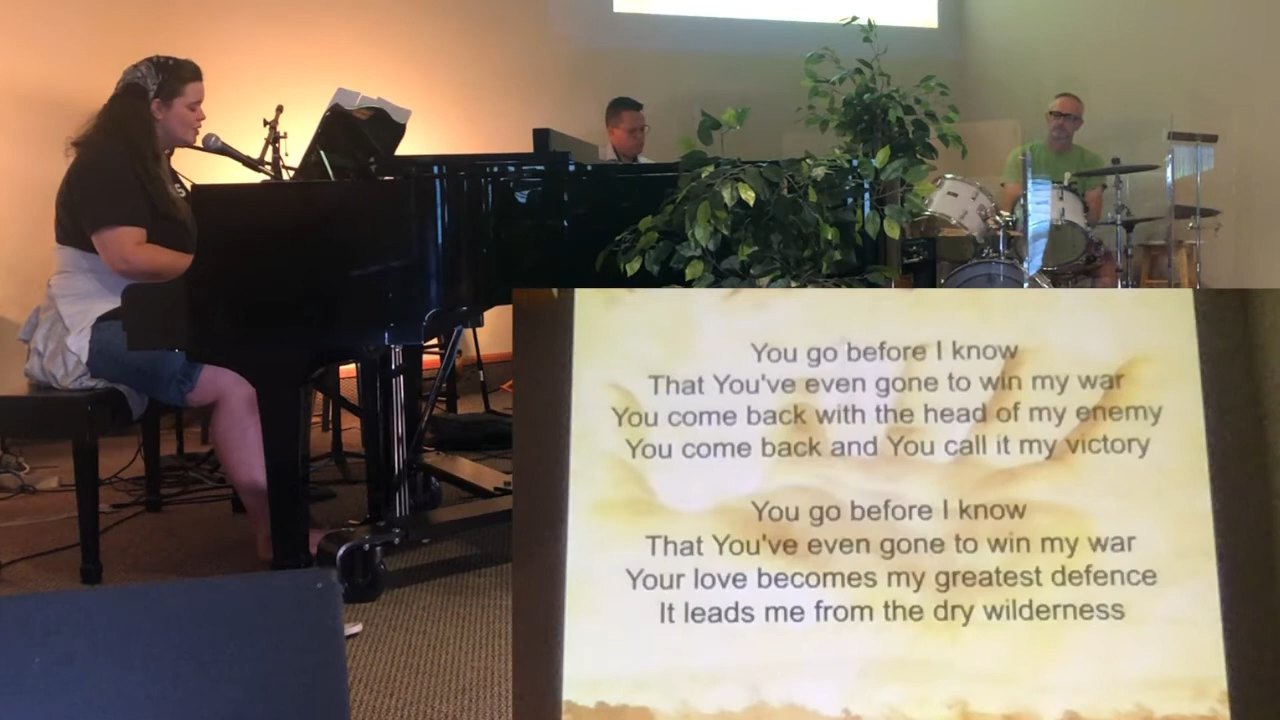 You go before I know
That You've even gone to win my war
You come back with the head of my enemy
You come back and You call it my victory
You go before I know
That You've even gone to win my war
Your love becomes my greatest defence
It leads me from the dry wilderness